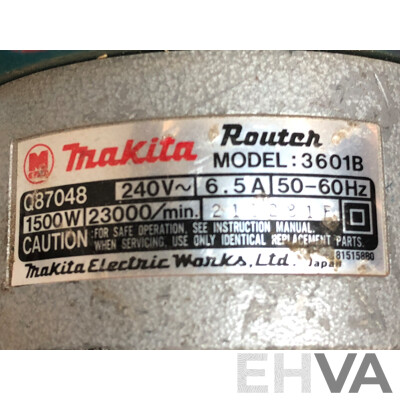 M
makita Router
MODEL:3601B
Q87048 240V~ 6.5A 50-60Hz
1500W 23000/min.
CAUTION: FOR SAFE OPERATION, SEE INSTRUCTION MANUAL.
WHEN SERVICING, USE ONLY IDENTICAL REPLACEMENT PARTS.
Makita Electric Works, Ltd. Japan 81515880
EHVA